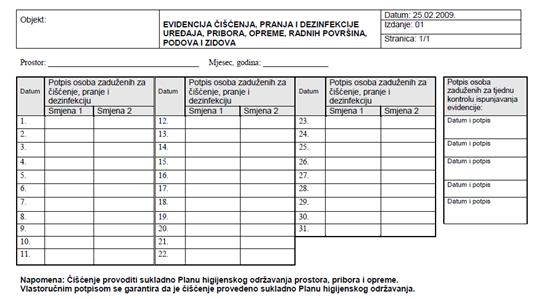 Objekt:
EVIDENCIJA ČIŠĆENJA, PRANJA I DEZINFEKCIJE
UREĐAJA, PRIBORA, OPREME, RADNIH POVRŠINA,
PODOVA I ZIDOVA
Datum: 25.02.2009.
Izdanje: 01
Stranica: 1/1
Prostor: Mjesec, godina:
Datum
Potpis osoba zaduženih za
čišćenje, pranje i
dezinfekciju
Smjena 1 Smjena 2
1.
2.
3.
4.
5.
6.
7.
8.
9.
10.
11.
Datum
Potpis osoba zaduženih za
čišćenje, pranje i
dezinfekciju
Smjena 1 Smjena 2
12.
13.
14.
15.
16.
17.
18.
19.
20.
21.
22.
Datum
Potpis osoba zaduženih za
čišćenje, pranje i
dezinfekciju
Smjena 1 Smjena 2
23.
24.
25.
26.
27.
28.
29.
30.
31.
Potpis osoba
zaduženih za tjednu
kontrolu ispunjavanja
evidencije:
Datum i potpis
Datum i potpis
Datum i potpis
Datum i potpis
Datum i potpis
Napomena: Čišćenje provoditi sukladno Planu higijenskog održavanja prostora, pribora i opreme.
Vlastoručnim potpisom se garantira da je čišćenje provedeno sukladno Planu higijenskog održavanja.